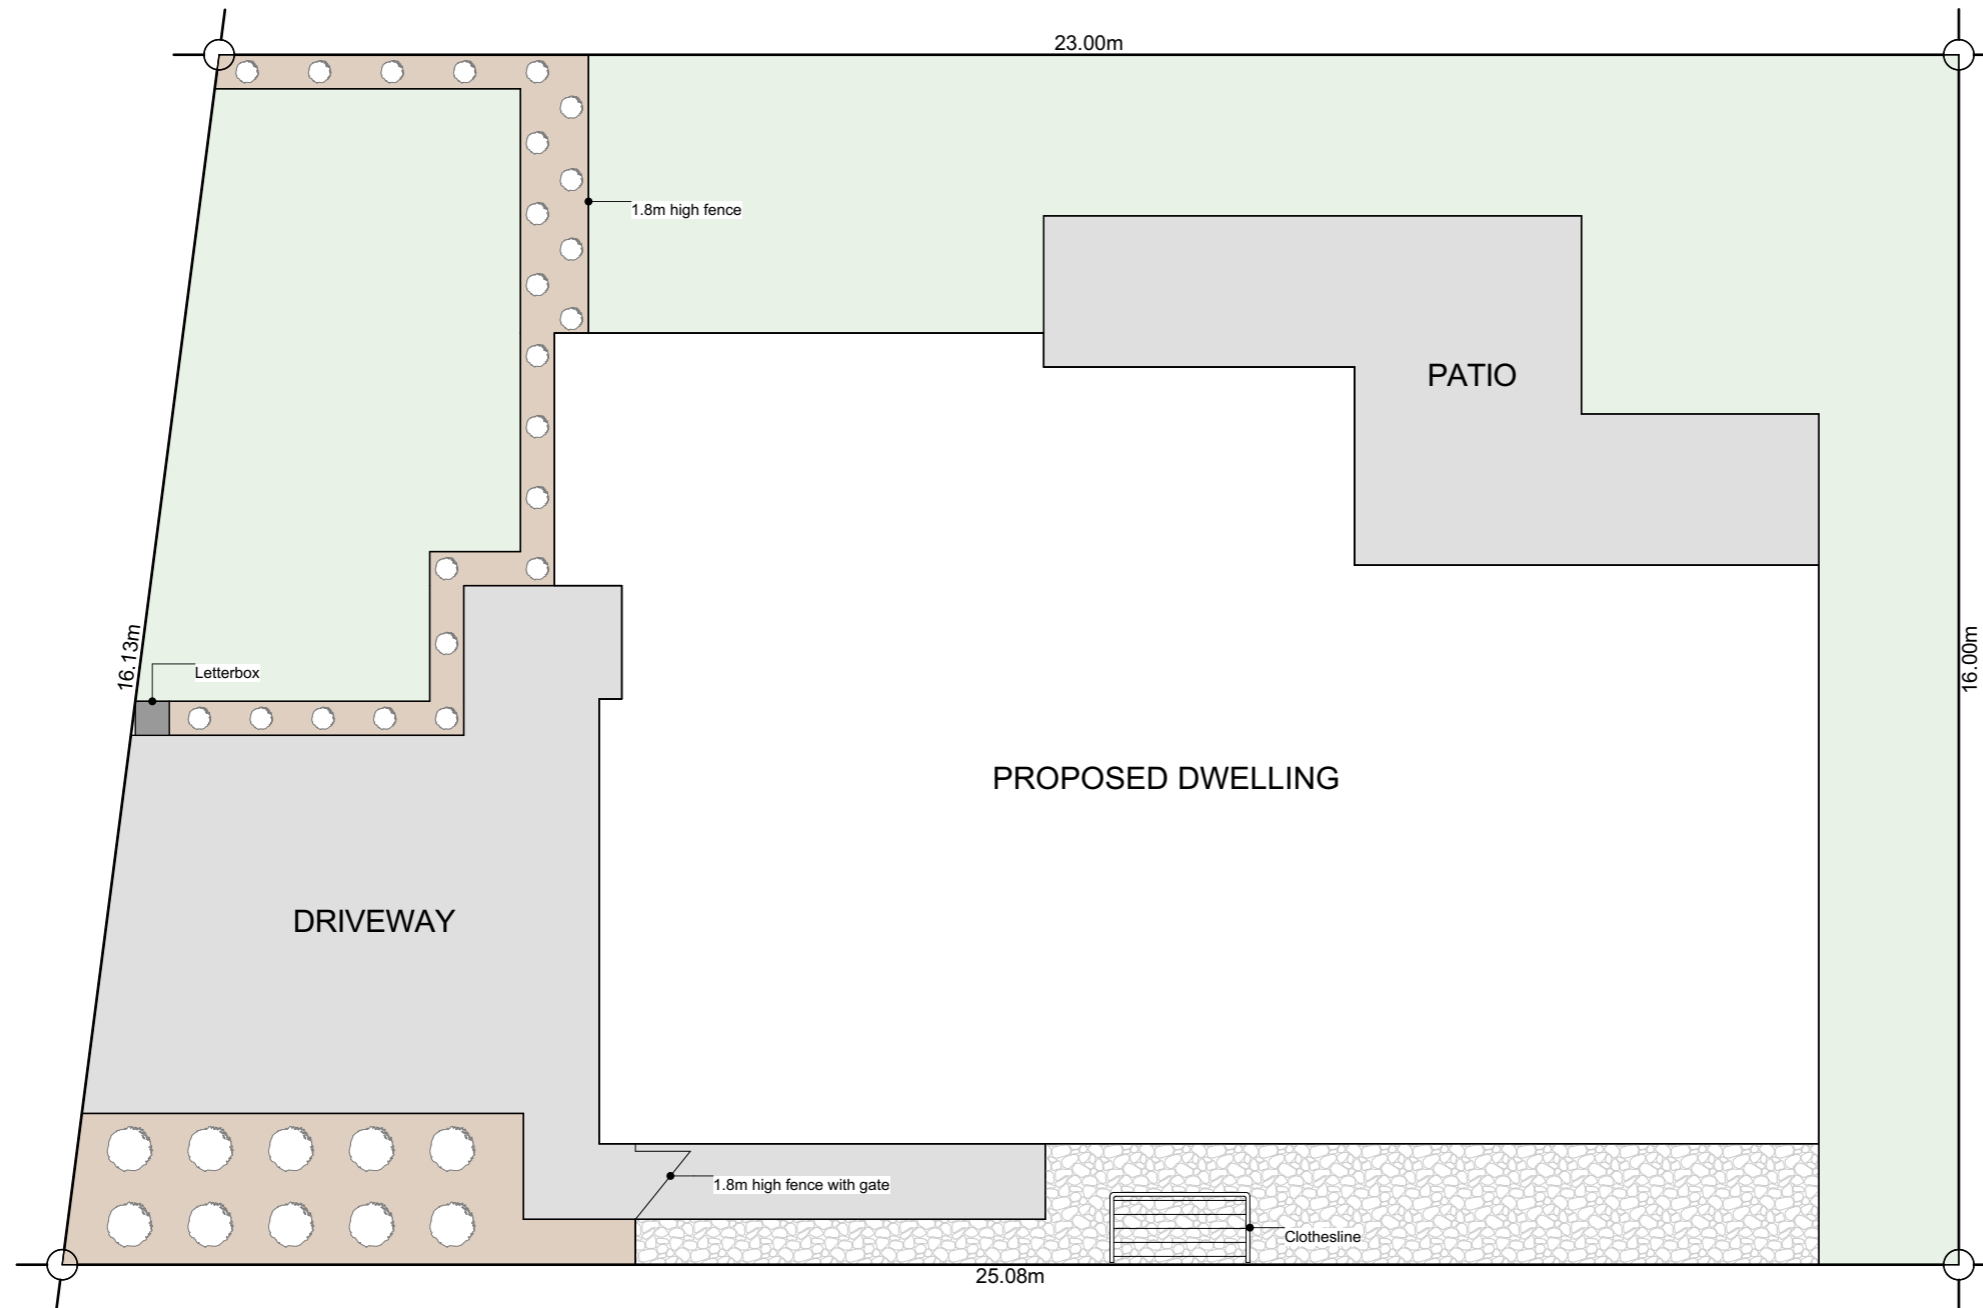 23.00m
1.8m high fence
PATIO
16.13m
Letterbox
16.00m
PROPOSED DWELLING
DRIVEWAY
1.8m high fence with gate
Clothesline
25.08m